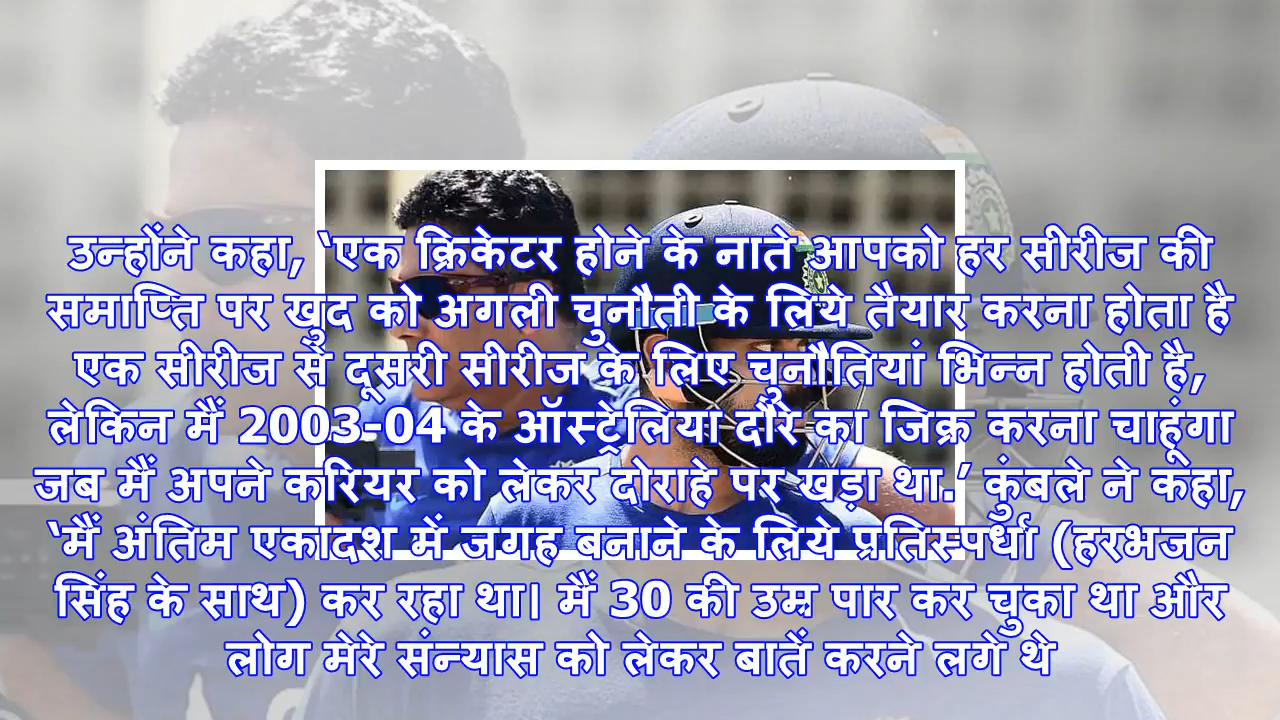 उन्होंने कहा, ‘एक क्रिकेटर होने के नाते आपको हर सीरीज की
समाप्ति पर खुद को अगली चुनौती के लिये तैयार करना होता है
एक सीरीज से दूसरी सीरीज के लिए चुनौतियां भिन्न होती है,
लेकिन मैं 2003-04 के ऑस्ट्रेलिया दौरे का जिक्र करना चाहूंगा
जब मैं अपने करियर को लेकर दोराहे पर खड़ा था.’ कुंबले ने कहा,
‘मैं अंतिम एकादश में जगह बनाने के लिये प्रतिस्पर्धा (हरभजन
सिंह के साथ) कर रहा था। मैं 30 की उम्र पार कर चुका था और
लोग मेरे संन्यास को लेकर बातें करने लगे थे